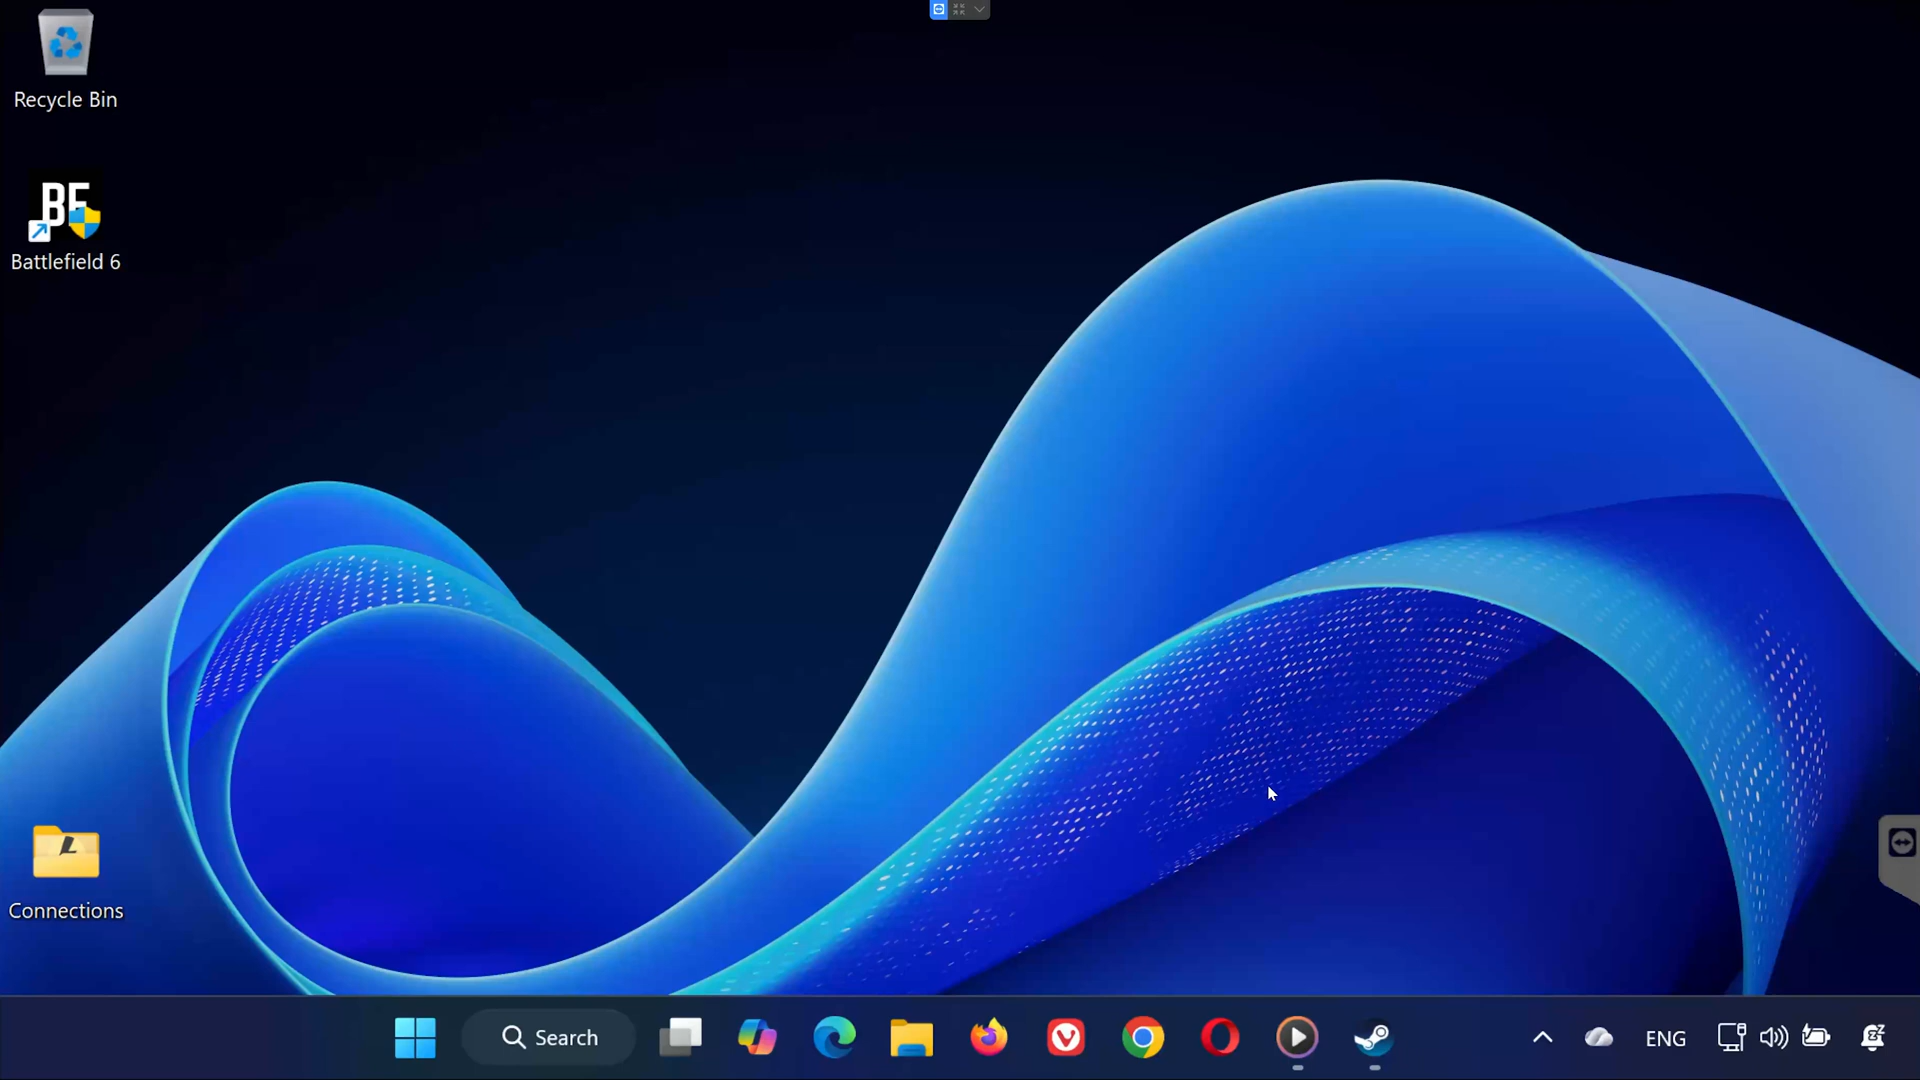 Recycle Bin
BF
Battlefield 6
Connections
Search
ENG